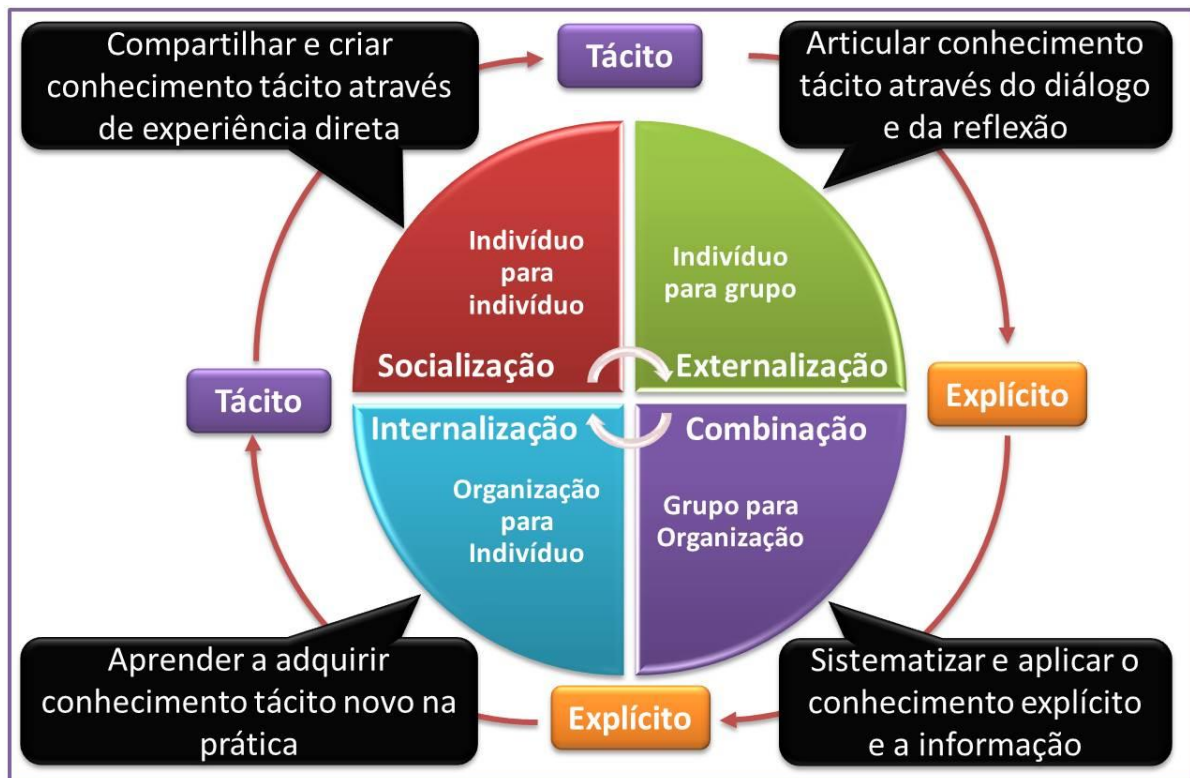 Compartilhar e criar
conhecimento tácito através
de experiência direta
Tácito
Articular conhecimento
tácito através do diálogo
e da reflexão
Indivíduo
para
indivíduo
Socialização
Indivíduo
para grupo
Externalização
Tácito
Explícito
Internalização
Organização
para
Indivíduo
Combinação
Grupo para
Organização
Aprender a adquirir
conhecimento tácito novo na
prática
Explícito
Sistematizar e aplicar o
conhecimento explícito
e a informação